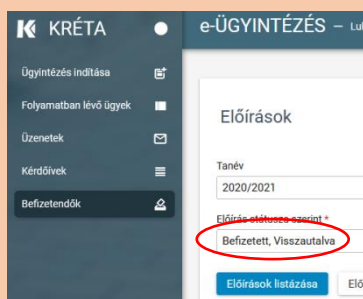 KRÉTA
e-ÜGYINTÉZÉS –
Ügyintézés indítása
Folyamatban lévő ügyek
Üzenetek
Kérdőívek
Befizetendők
Előírások
Tanév
2020/2021
Előírás státusza szerint *
Befizetett, Visszautalva
Előírások listázása